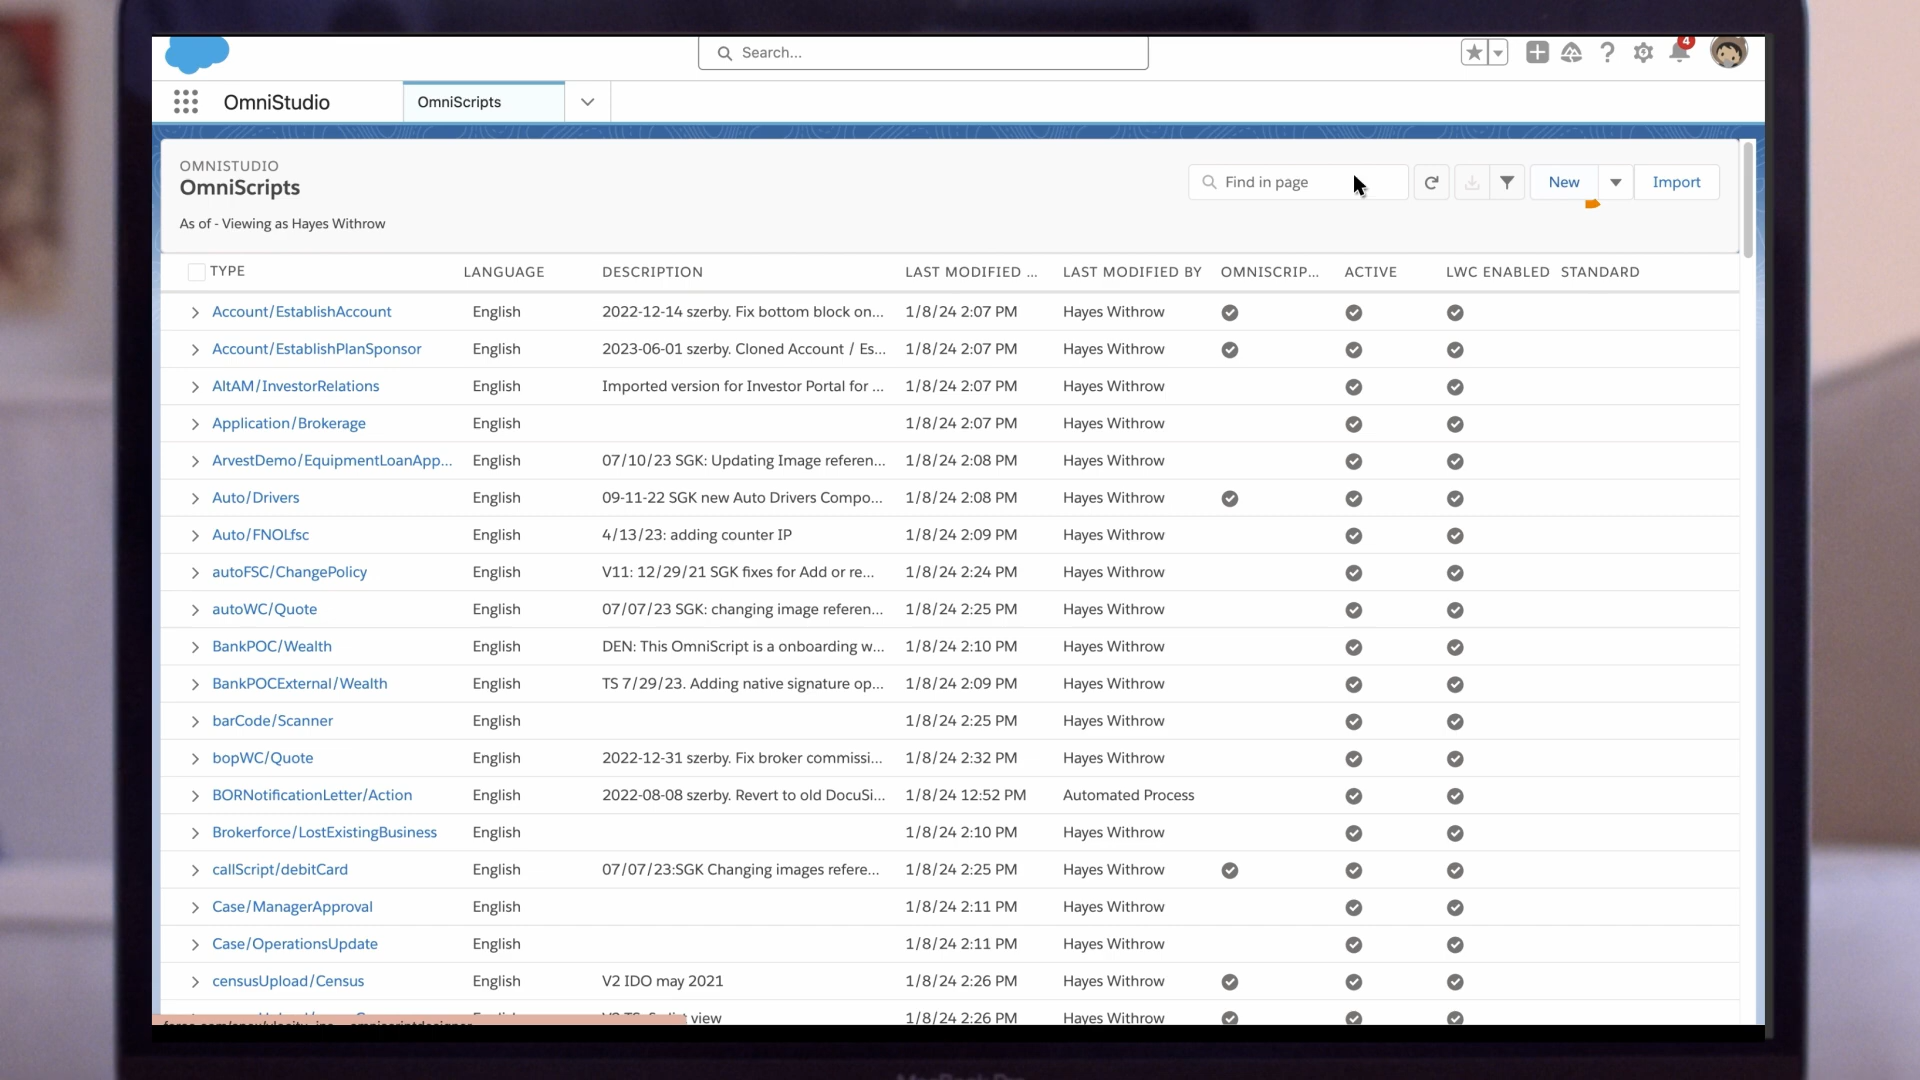 Search...
4
OmniStudio
OmniScripts
OMNISTUDIO
OmniScripts
As of - Viewing as Hayes Withrow
Find in page
New
Import
TYPE LANGUAGE DESCRIPTION LAST MODIFIED ... LAST MODIFIED BY OMNISCRIP... ACTIVE LWC ENABLED STANDARD
Account/EstablishAccount English 2022-12-14 szerby. Fix bottom block on... 1/8/24 2:07 PM Hayes Withrow
Account/EstablishPlanSponsor English 2023-06-01 szerby. Cloned Account / Es... 1/8/24 2:07 PM Hayes Withrow
AltAM/InvestorRelations English Imported version for Investor Portal for ... 1/8/24 2:07 PM Hayes Withrow
Application/Brokerage English 1/8/24 2:07 PM Hayes Withrow
ArvestDemo/EquipmentLoanApp... English 07/10/23 SGK: Updating Image referen... 1/8/24 2:08 PM Hayes Withrow
Auto/Drivers English 09-11-22 SGK new Auto Drivers Compo... 1/8/24 2:08 PM Hayes Withrow
Auto/FNOLfsc English 4/13/23: adding counter IP 1/8/24 2:09 PM Hayes Withrow
autoFSC/ChangePolicy English V11: 12/29/21 SGK fixes for Add or re... 1/8/24 2:24 PM Hayes Withrow
autoWC/Quote English 07/07/23 SGK: changing image referen... 1/8/24 2:25 PM Hayes Withrow
BankPOC/Wealth English DEN: This OmniScript is a onboarding w... 1/8/24 2:10 PM Hayes Withrow
BankPOCExternal/Wealth English TS 7/29/23. Adding native signature op... 1/8/24 2:09 PM Hayes Withrow
barCode/Scanner English 1/8/24 2:25 PM Hayes Withrow
bopWC/Quote English 2022-12-31 szerby. Fix broker commissi... 1/8/24 2:32 PM Hayes Withrow
BORNotificationLetter/Action English 2022-08-08 szerby. Revert to old DocuSi... 1/8/24 12:52 PM Automated Process
Brokerforce/LostExistingBusiness English 1/8/24 2:10 PM Hayes Withrow
callScript/debitCard English 07/07/23:SGK Changing images refere... 1/8/24 2:25 PM Hayes Withrow
Case/ManagerApproval English 1/8/24 2:11 PM Hayes Withrow
Case/OperationsUpdate English 1/8/24 2:11 PM Hayes Withrow
censusUpload/Census English V2 IDO may 2021 1/8/24 2:26 PM Hayes Withrow
view 1/8/24 2:26 PM Hayes Withrow